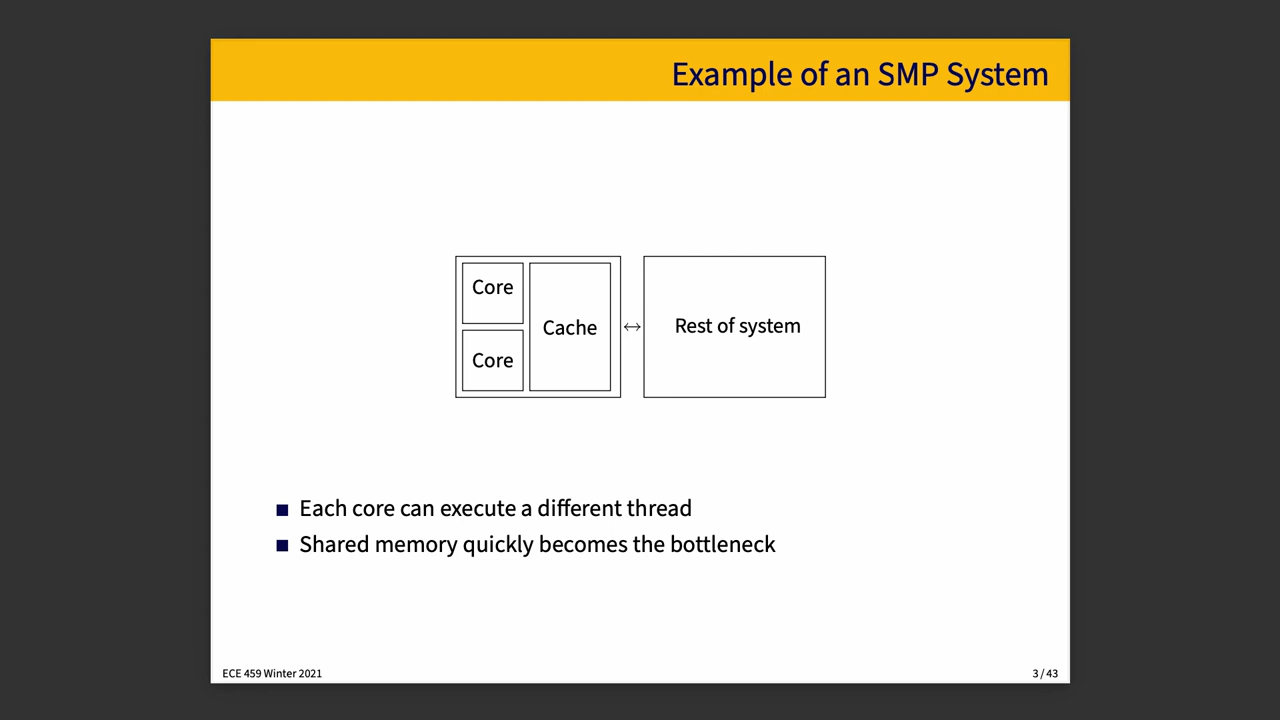 Example of an SMP System
Core
Core
Cache
↔
Rest of system
Each core can execute a different thread
Shared memory quickly becomes the bottleneck
ECE 459 Winter 2021
3 / 43